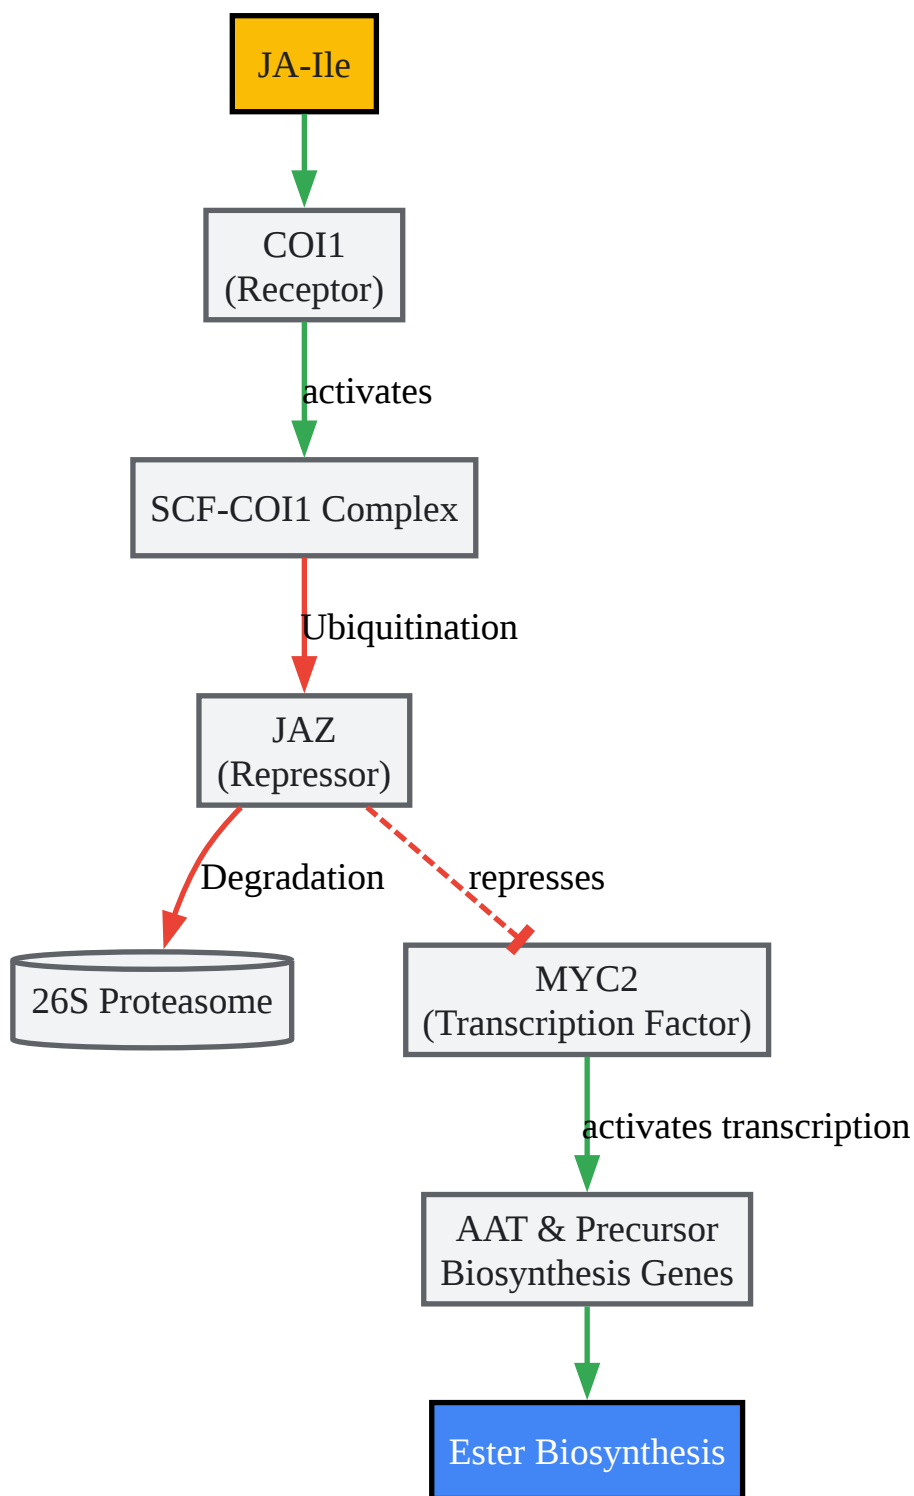 JA-Ile
COI1
(Receptor)
activates
SCF-COI1 Complex
Ubiquitination
JAZ
(Repressor)
Degradation
represses
26S Proteasome
MYC2
(Transcription Factor)
activates transcription
AAT & Precursor
Biosynthesis Genes
Ester Biosynthesis